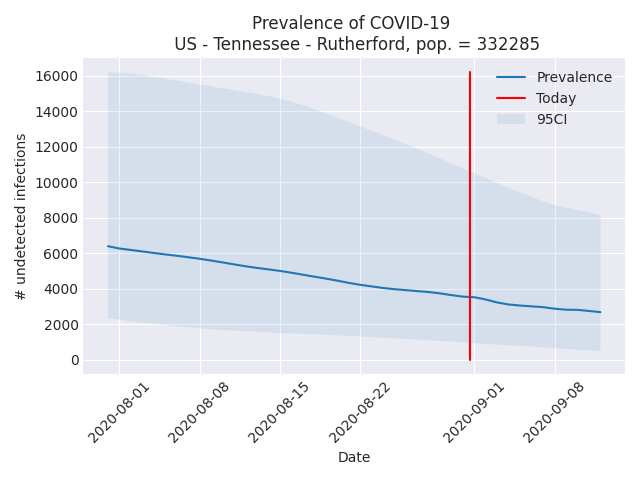 Prevalence of COVID-19
US - Tennessee - Rutherford, pop. = 332285
Prevalence
Today
95CI
# undetected infections
16000
14000
12000
10000
8000
6000
4000
2000
0
2020-08-01
2020-08-08
2020-08-15
2020-08-22
2020-09-01
2020-09-08
Date